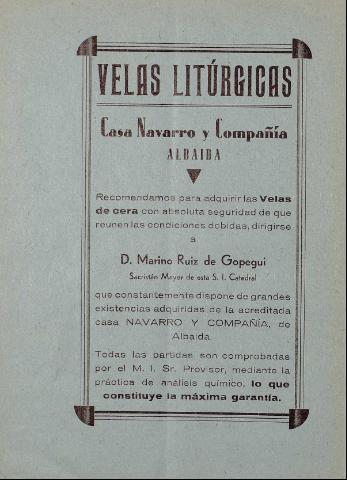 VELAS LITÚRGICAS
Casa Navarro y Compañía
ALBAIDA
Recomendamos para adquirir las Velas
de cera con absoluta seguridad de que
reunen las condiciones debidas, dirigirse
a
D. Marino Ruiz de Gopegui
Sacristán Mayor de esta S. I. Catedral
que constantemente dispone de grandes
existencias adquiridas de la acreditada
casa NAVARRO Y COMPAÑÍA, de
Albaida.
Todas las partidas son comprobadas
por el M. I. Sr. Provisor, mediante la
práctica de análisis químico, lo que
constituye la máxima garantía.